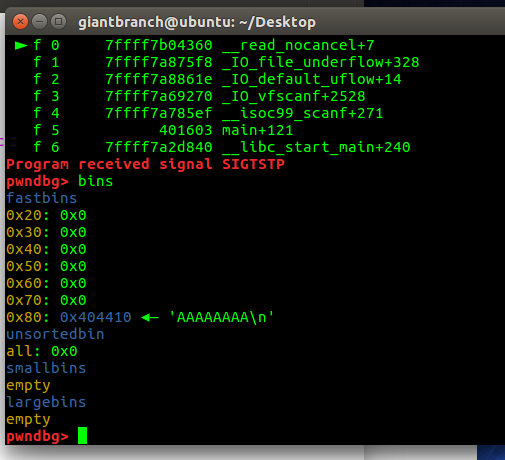 giantbranch@ubuntu: ~/Desktop
► f 0 7ffff7b04360 __read_nocancel+7
f 1 7ffff7a875f8 _IO_file_underflow+328
f 2 7ffff7a8861e _IO_default_uflow+14
f 3 7ffff7a69270 _IO_vfscanf+2528
f 4 7ffff7a785ef __isoc99_scanf+271
f 5 401603 main+121
f 6 7ffff7a2d840 __libc_start_main+240
Program received signal SIGTSTP
pwndbg> bins
fastbins
0x20: 0x0
0x30: 0x0
0x40: 0x0
0x50: 0x0
0x60: 0x0
0x70: 0x0
0x80: 0x404410 ◂— 'AAAAAAAA\n'
unsortedbin
all: 0x0
smallbins
empty
largebins
empty
pwndbg>